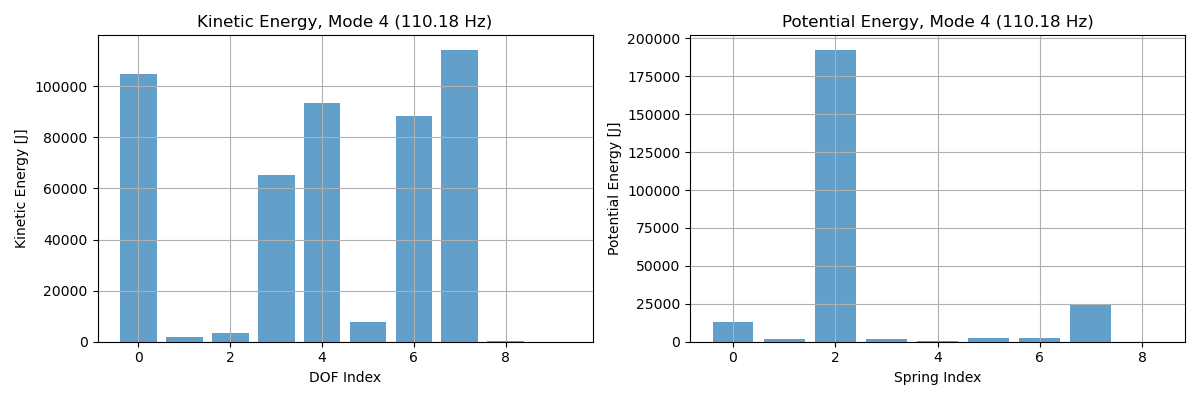 Kinetic Energy, Mode 4 (110.18 Hz)
Kinetic Energy [J]
100000
80000
60000
40000
20000
0
0 2 4 6 8
DOF Index
Potential Energy, Mode 4 (110.18 Hz)
Potential Energy [J]
200000
175000
150000
125000
100000
75000
50000
25000
0
0 2 4 6 8
Spring Index